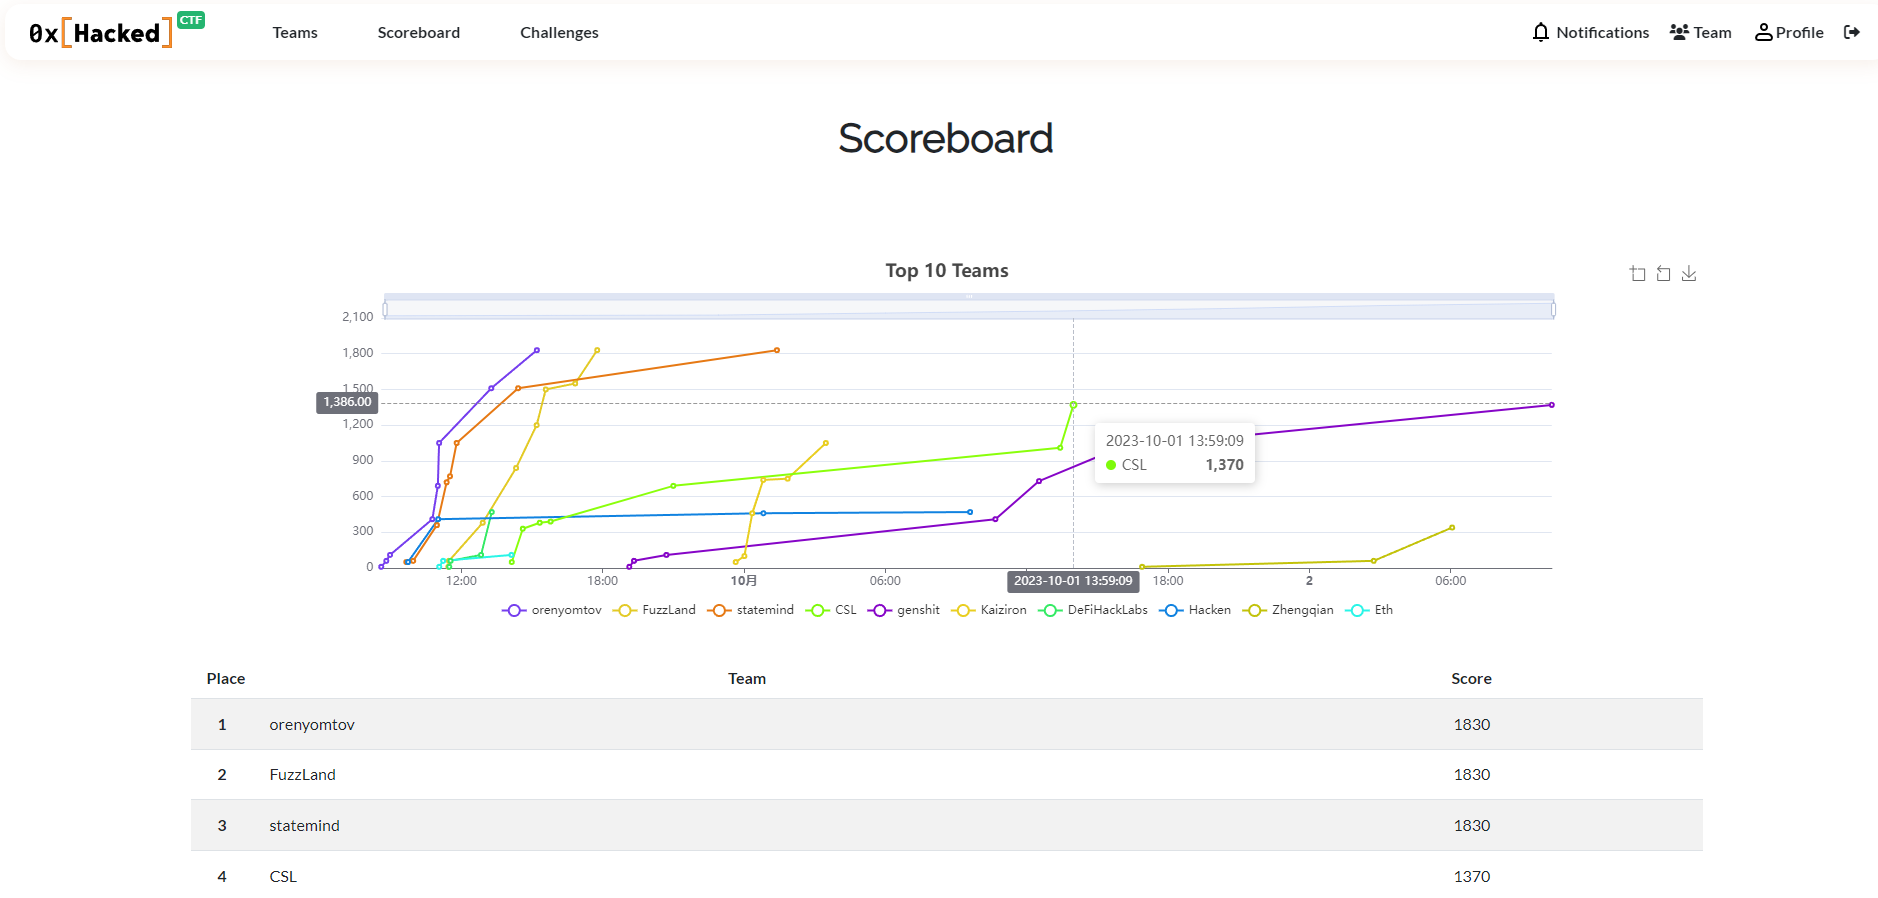 0x[Hacked] CTF Teams Scoreboard Challenges Notifications Team Profile
Scoreboard
Top 10 Teams
2,100
1,800
1,500
1,386.00
1,200
900
600
300
0
2023-10-01 13:59:09
CSL 1,370
12:00 18:00 10月 06:00 2023-10-01 13:59:09 18:00 2 06:00
orenyomtov FuzzLand statemind CSL genshit Kaiziron DeFiHackLabs Hacken Zhengqian Eth
Place Team Score
1 orenyomtov 1830
2 FuzzLand 1830
3 statemind 1830
4 CSL 1370